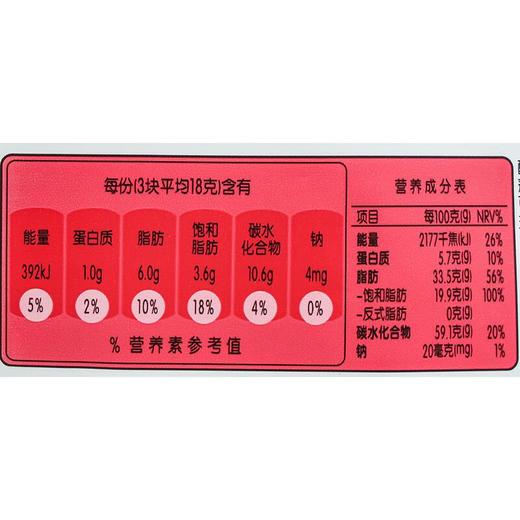 每份(3块平均18克)含有
能量 蛋白质 脂肪 饱和脂肪 碳水化合物 钠
392kJ 1.0g 6.0g 3.6g 10.6g 4mg
5% 2% 10% 18% 4% 0%
% 营养素参考值
营养成分表
项目 每100克(g) NRV%
能量 2177千焦(kJ) 26%
蛋白质 5.7克(g) 10%
脂肪 33.5克(g) 56%
-饱和脂肪 19.9克(g) 100%
-反式脂肪 0克(g)
碳水化合物 59.1克(g) 20%
钠 20毫克(mg) 1%